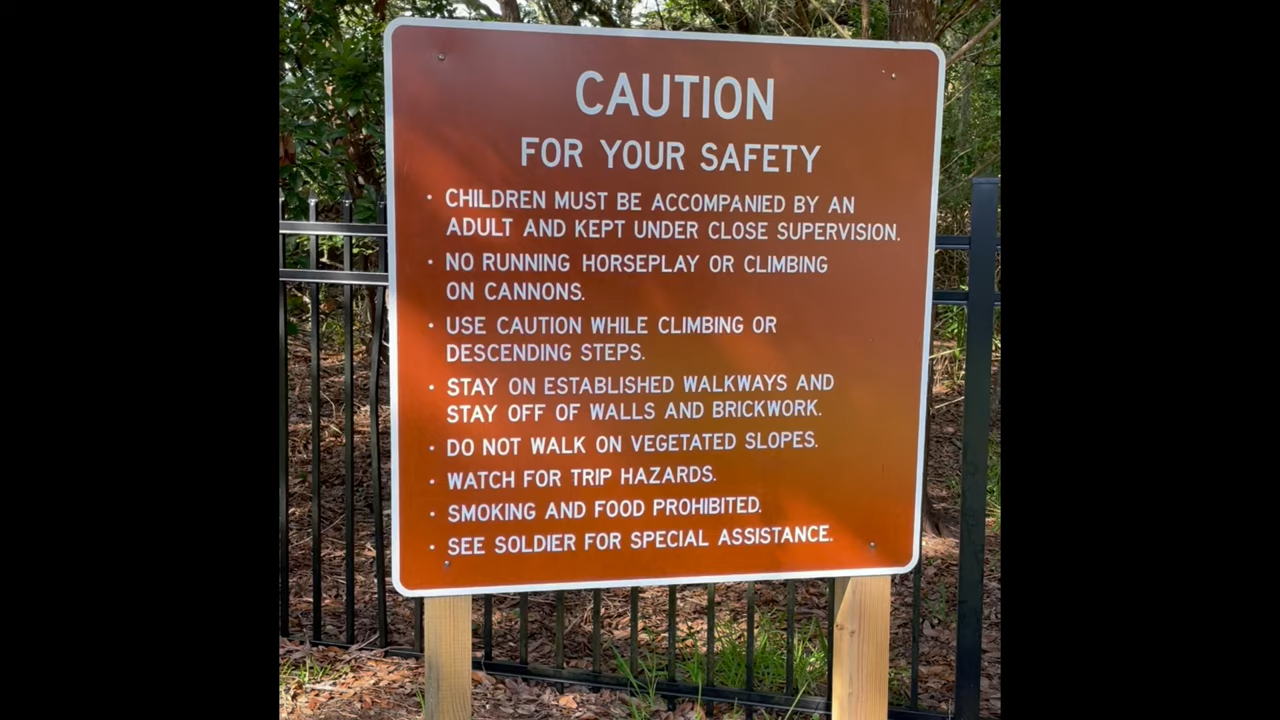 CAUTION
FOR YOUR SAFETY
• CHILDREN MUST BE ACCOMPANIED BY AN
ADULT AND KEPT UNDER CLOSE SUPERVISION.
• NO RUNNING HORSEPLAY OR CLIMBING
ON CANNONS.
• USE CAUTION WHILE CLIMBING OR
DESCENDING STEPS.
• STAY ON ESTABLISHED WALKWAYS AND
STAY OFF OF WALLS AND BRICKWORK.
• DO NOT WALK ON VEGETATED SLOPES.
• WATCH FOR TRIP HAZARDS.
• SMOKING AND FOOD PROHIBITED.
• SEE SOLDIER FOR SPECIAL ASSISTANCE.